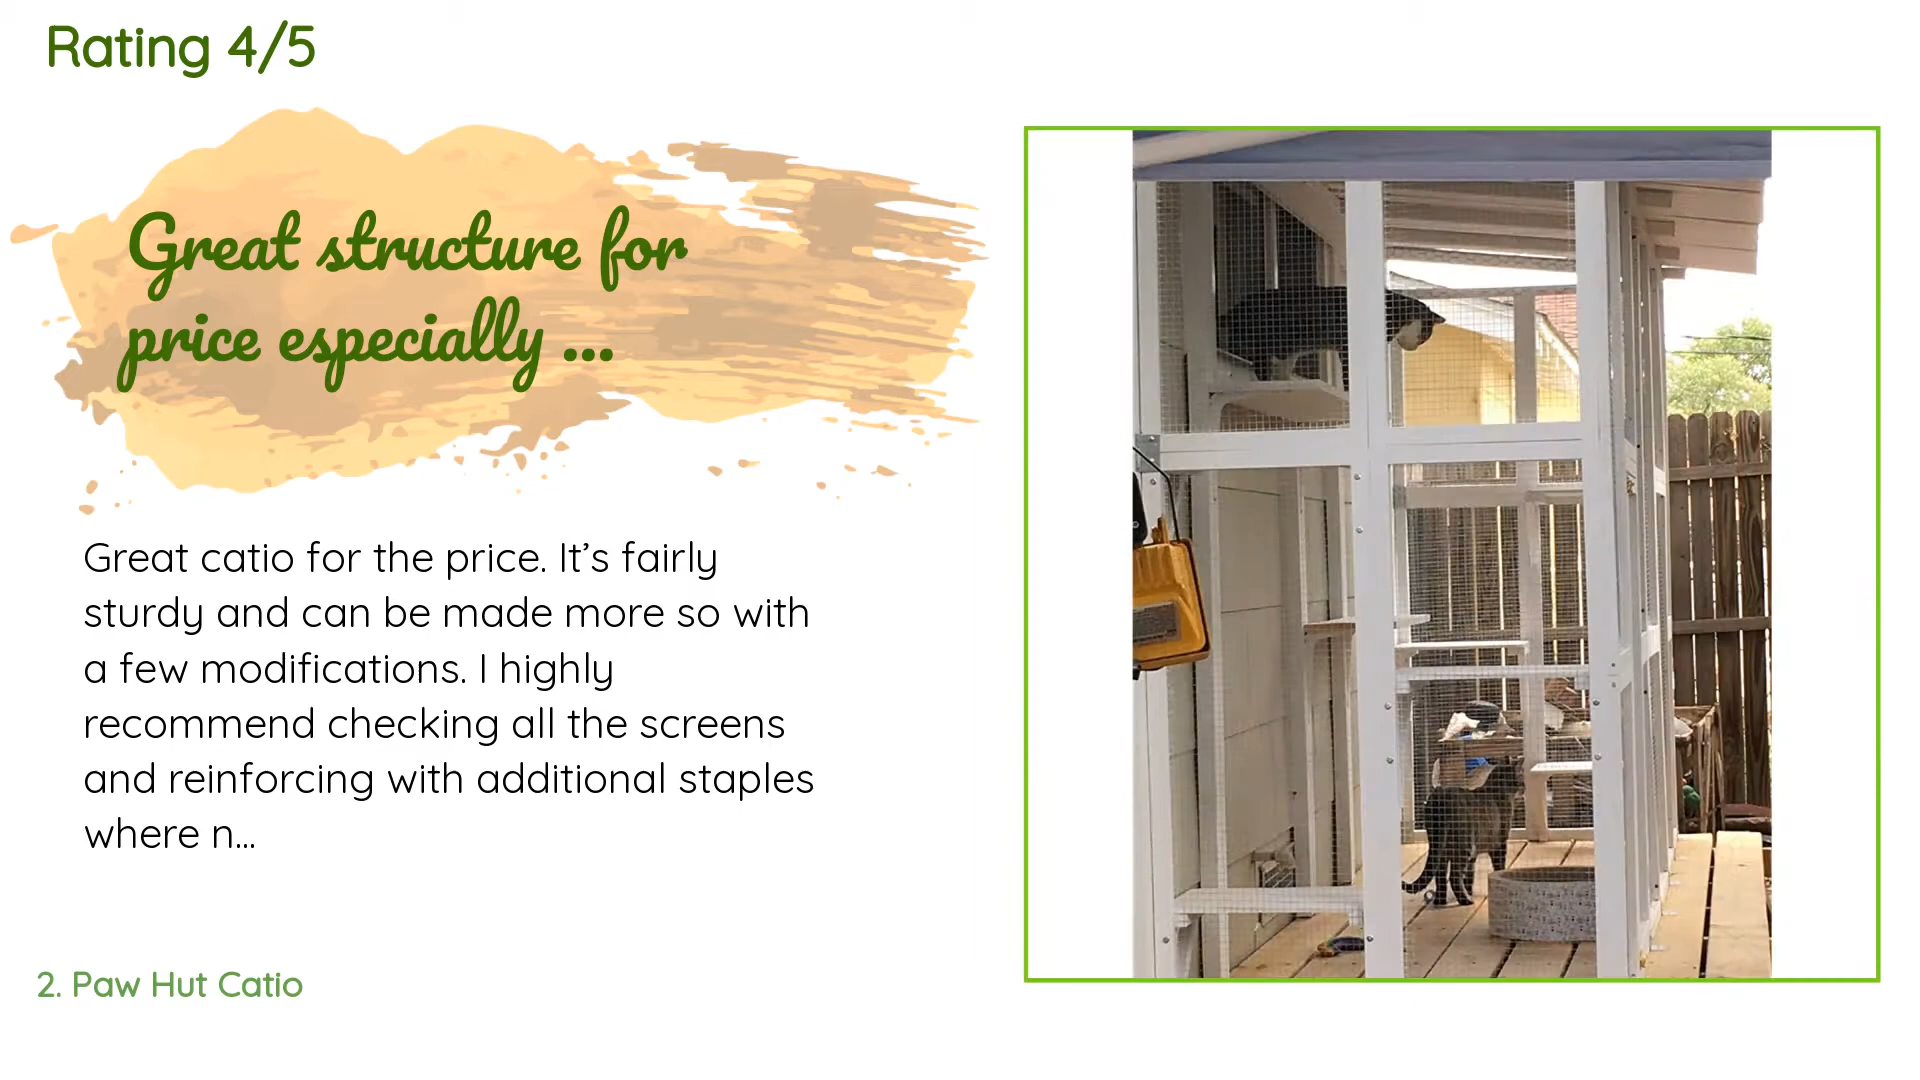 Rating 4/5
Great structure for
price especially ...
Great catio for the price. It’s fairly
sturdy and can be made more so with
a few modifications. I highly
recommend checking all the screens
and reinforcing with additional staples
where n...
2. Paw Hut Catio